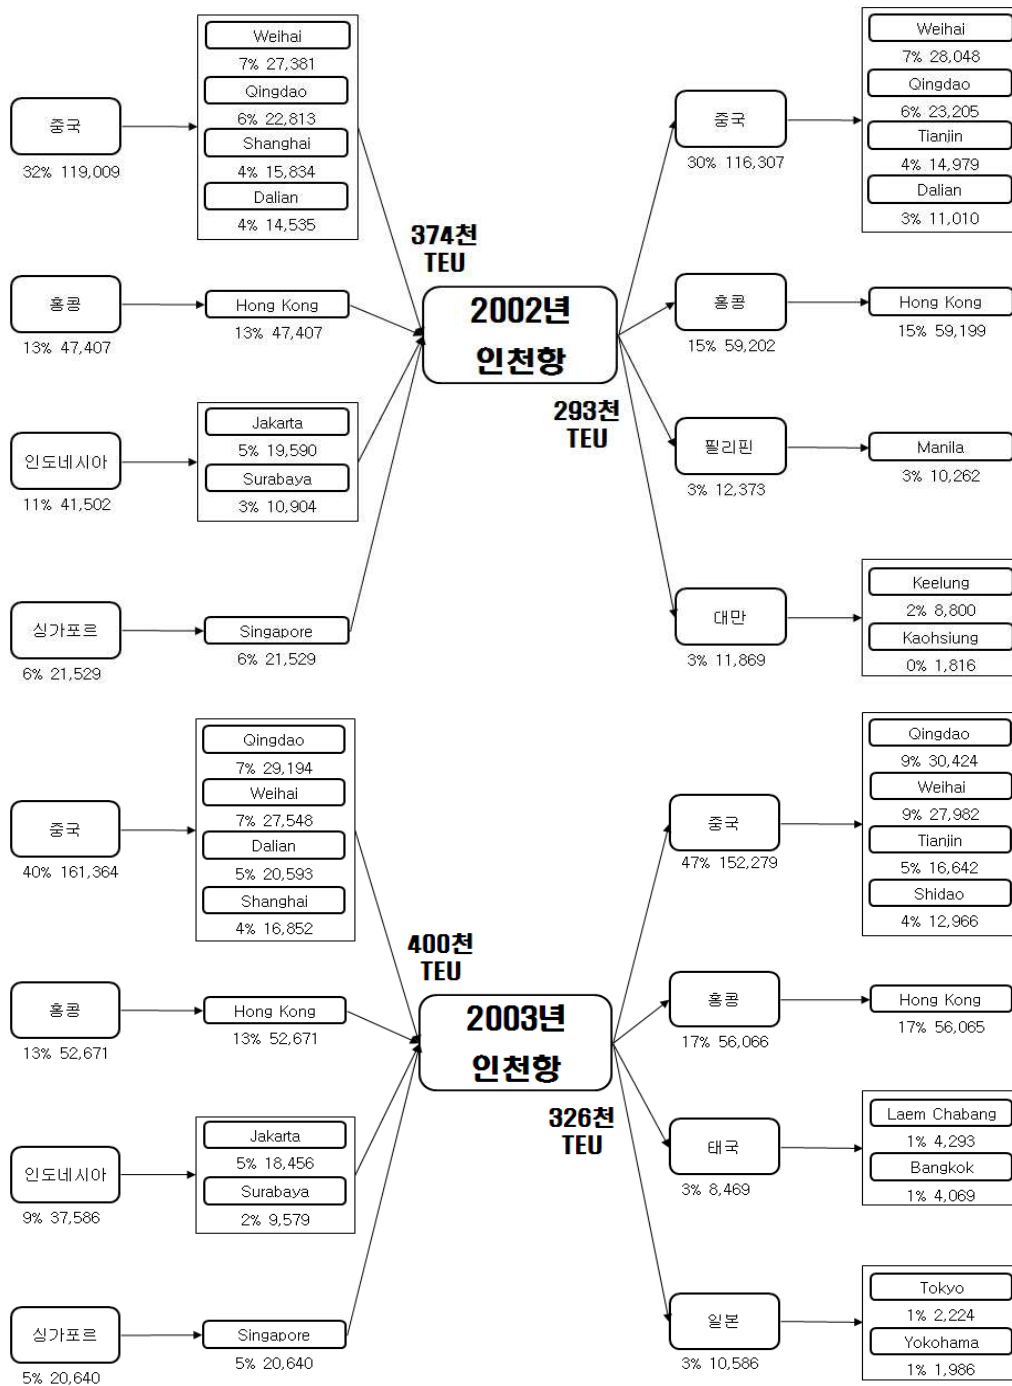 중국
32% 119,009
Weihai
7% 27,381
Qingdao
6% 22,813
Shanghai
4% 15,834
Dalian
4% 14,535
홍콩
13% 47,407
Hong Kong
13% 47,407
인도네시아
11% 41,502
Jakarta
5% 19,590
Surabaya
3% 10,904
싱가포르
6% 21,529
Singapore
6% 21,529
374천
TEU
2002년
인천항
293천
TEU
중국
30% 116,307
Weihai
7% 28,048
Qingdao
6% 23,205
Tianjin
4% 14,979
Dalian
3% 11,010
홍콩
15% 59,202
Hong Kong
15% 59,199
필리핀
3% 12,373
Manila
3% 10,262
대만
3% 11,869
Keelung
2% 8,800
Kaohsiung
0% 1,816
중국
40% 161,364
Qingdao
7% 29,194
Weihai
7% 27,548
Dalian
5% 20,593
Shanghai
4% 16,852
홍콩
13% 52,671
Hong Kong
13% 52,671
인도네시아
9% 37,586
Jakarta
5% 18,456
Surabaya
2% 9,579
싱가포르
5% 20,640
Singapore
5% 20,640
400천
TEU
2003년
인천항
326천
TEU
중국
47% 152,279
Qingdao
9% 30,424
Weihai
9% 27,982
Tianjin
5% 16,642
Shidao
4% 12,966
홍콩
17% 56,066
Hong Kong
17% 56,065
태국
3% 8,469
Laem Chabang
1% 4,293
Bangkok
1% 4,069
일본
3% 10,586
Tokyo
1% 2,224
Yokohama
1% 1,986